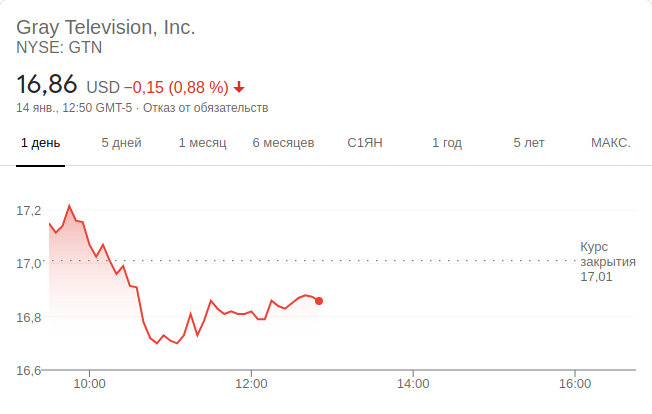 Gray Television, Inc.
NYSE: GTN
16,86 USD −0,15 (0,88 %)
14 янв., 12:50 GMT-5 · Отказ от обязательств
1 день 5 дней 1 месяц 6 месяцев С1ЯН 1 год 5 лет МАКС.
17,2
Курс
закрытия
17,0
17,01
16,8
16,6
10:00 12:00 14:00 16:00